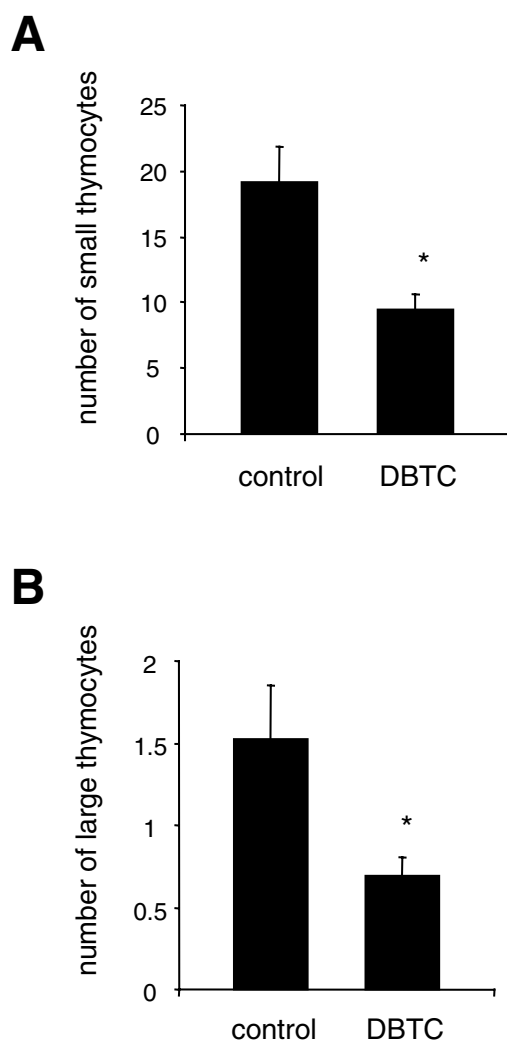 A
number of small thymocytes
25
20
15
10
5
0
*
control DBTC
B
number of large thymocytes
2
1.5
1
0.5
0
*
control DBTC